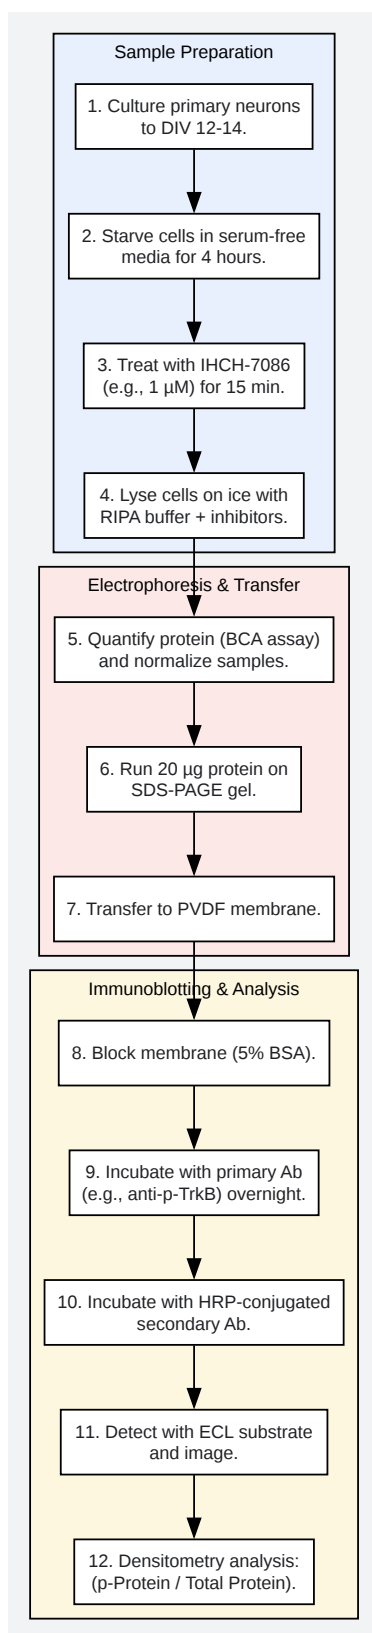 Sample Preparation
1. Culture primary neurons
to DIV 12-14.
2. Starve cells in serum-free
media for 4 hours.
3. Treat with IHCH-7086
(e.g., 1 µM) for 15 min.
4. Lyse cells on ice with
RIPA buffer + inhibitors.
Electrophoresis & Transfer
5. Quantify protein (BCA assay)
and normalize samples.
6. Run 20 µg protein on
SDS-PAGE gel.
7. Transfer to PVDF membrane.
Immunoblotting & Analysis
8. Block membrane (5% BSA).
9. Incubate with primary Ab
(e.g., anti-p-TrkB) overnight.
10. Incubate with HRP-conjugated
secondary Ab.
11. Detect with ECL substrate
and image.
12. Densitometry analysis:
(p-Protein / Total Protein).